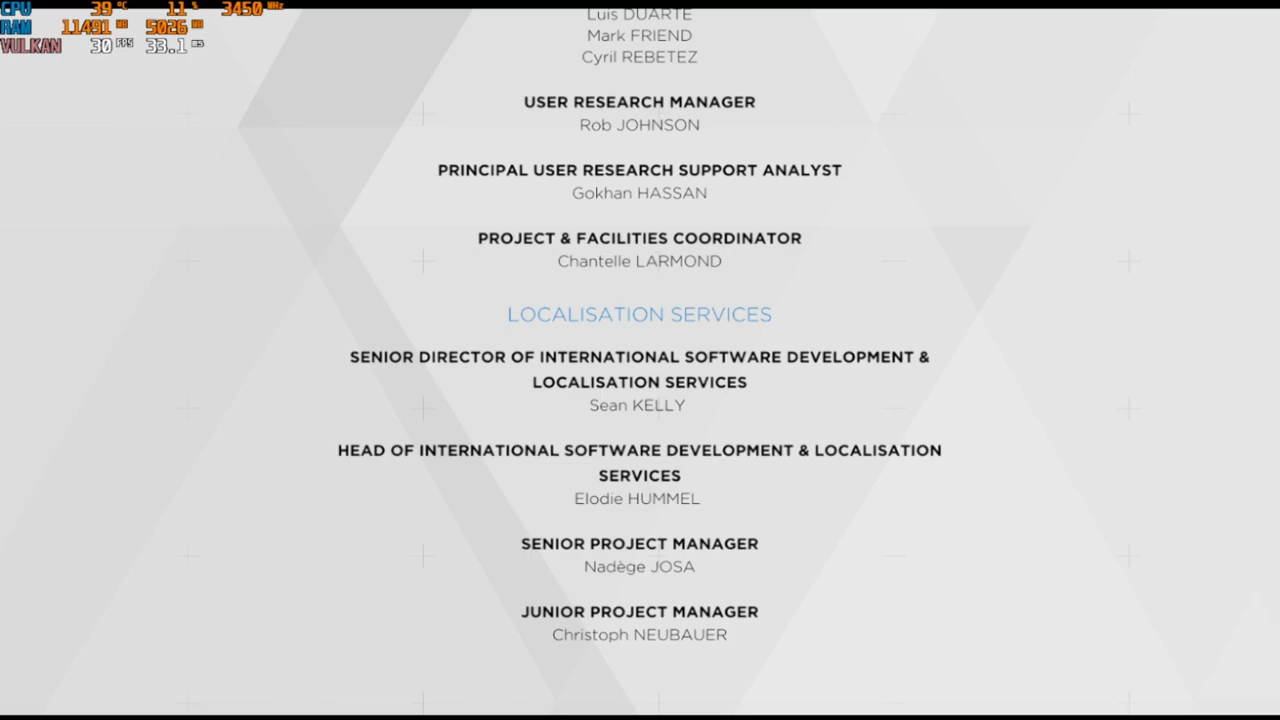 CPU 39 °C 11 % 3450 MHz
RAM 11491 MB 5026 MB
VULKAN 30 FPS 33.1 ms
Luis DUARTE
Mark FRIEND
Cyril REBETEZ
USER RESEARCH MANAGER
Rob JOHNSON
PRINCIPAL USER RESEARCH SUPPORT ANALYST
Gokhan HASSAN
PROJECT & FACILITIES COORDINATOR
Chantelle LARMOND
LOCALISATION SERVICES
SENIOR DIRECTOR OF INTERNATIONAL SOFTWARE DEVELOPMENT &
LOCALISATION SERVICES
Sean KELLY
HEAD OF INTERNATIONAL SOFTWARE DEVELOPMENT & LOCALISATION
SERVICES
Elodie HUMMEL
SENIOR PROJECT MANAGER
Nadège JOSA
JUNIOR PROJECT MANAGER
Christoph NEUBAUER